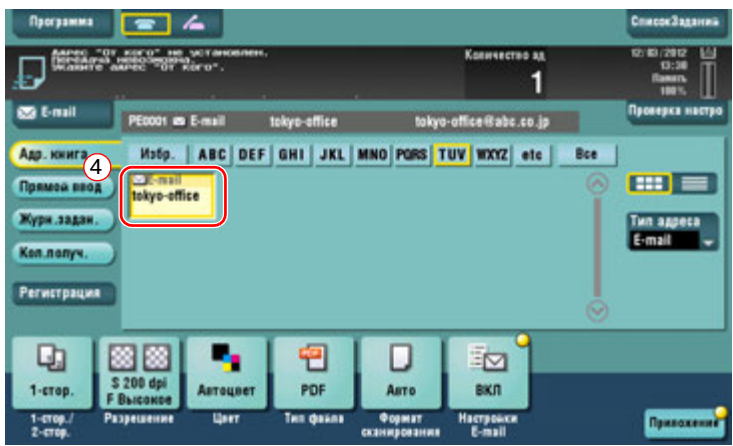 Программа
СписокЗаданий
Адрес "От кого" не установлен.
Передача невозможна.
Укажите адрес "От кого".
Количество ад
1
12/03/2012
13:38
Память
100%
E-mail
PE0001 E-mail tokyo-office tokyo-office@abc.co.jp
Проверка настро
Адр. книга
Избр. ABC DEF GHI JKL MNO PQRS TUV WXYZ etc Все
4
Прямой ввод
E-mail
tokyo-office
Журн.задан.
Тип адреса
E-mail
Коп.получ.
Регистрация
1-стор.
S 200 dpi
F Высокое
Автоцвет
PDF
Авто
ВКЛ
1-стор./
2-стор.
Разрешение
Цвет
Тип файла
Формат
сканирования
Настройки
E-mail
Приложение